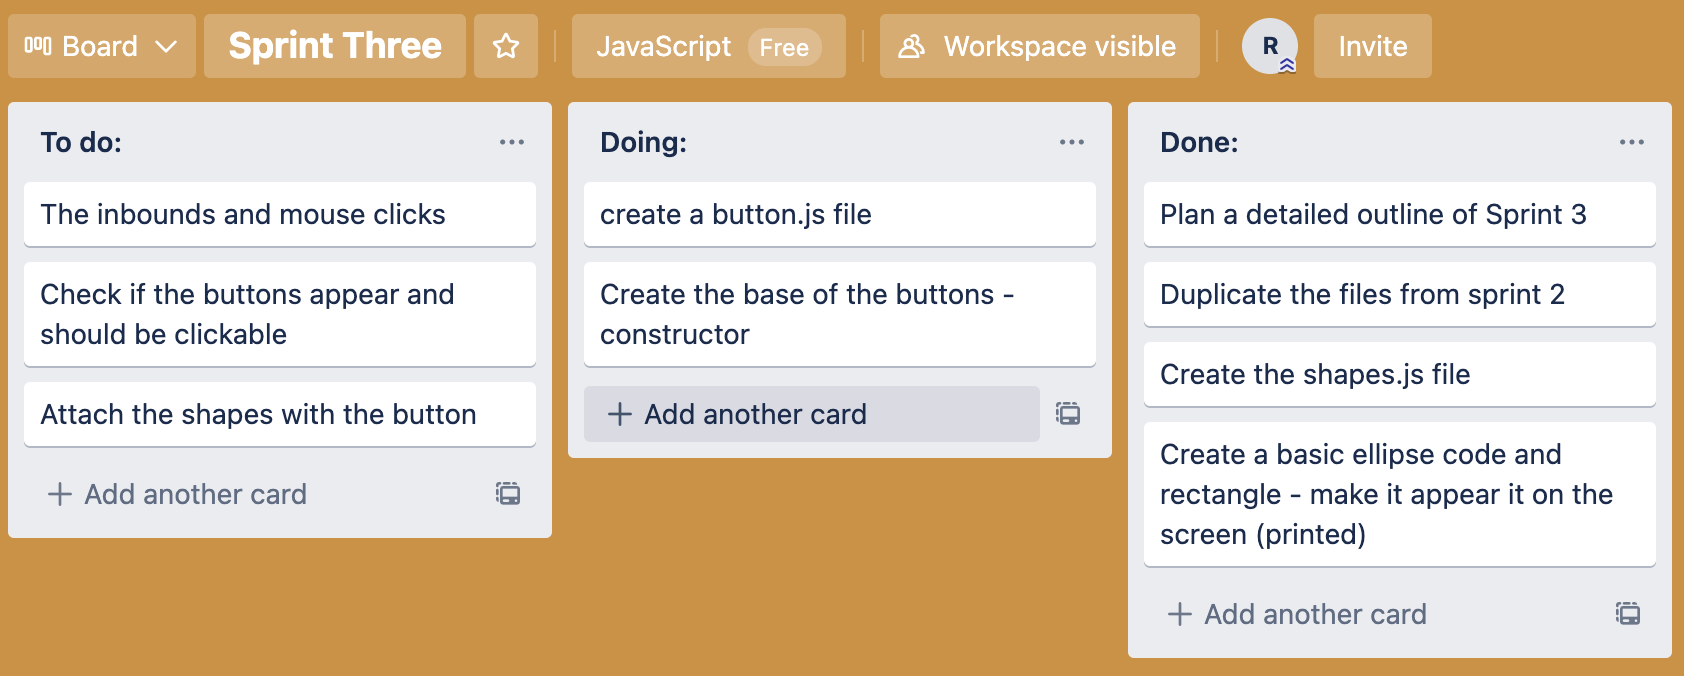 Board
Sprint Three
JavaScript Free
Workspace visible
R
Invite
To do:
The inbounds and mouse clicks
Check if the buttons appear and
should be clickable
Attach the shapes with the button
+ Add another card
Doing:
create a button.js file
Create the base of the buttons -
constructor
+ Add another card
Done:
Plan a detailed outline of Sprint 3
Duplicate the files from sprint 2
Create the shapes.js file
Create a basic ellipse code and
rectangle - make it appear it on the
screen (printed)
+ Add another card